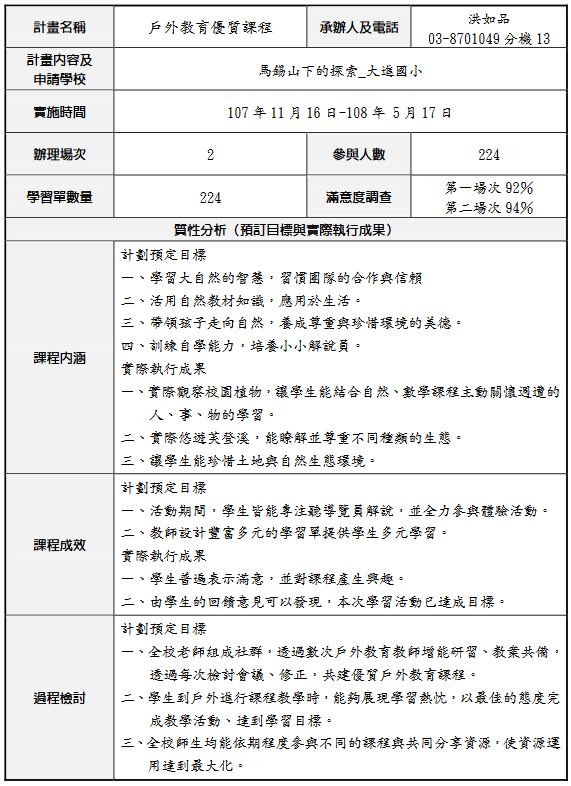 計畫名稱 戶外教育優質課程 承辦人及電話 洪如品
03-8701049 分機 13
計畫內容及
申請學校
馬錫山下的探索_大進國小
實施時間 107 年 11 月 16 日-108 年 5 月 17 日
辦理場次 2 參與人數 224
學習單數量 224 滿意度調查 第一場次 92%
第二場次 94%
質性分析（預訂目標與實際執行成果）
課程內涵
計劃預定目標
一、學習大自然的智慧，習慣團隊的合作與信賴
二、活用自然教材知識，應用於生活。
三、帶領孩子走向自然，養成尊重與珍惜環境的美德。
四、訓練自學能力，培養小小解說員。
實際執行成果
一、實際觀察校園植物，讓學生能結合自然、數學課程主動關懷週遭的
人、事、物的學習。
二、實際悠遊芙登溪，能瞭解並尊重不同種類的生態。
三、讓學生能珍惜土地與自然生態環境。
課程成效
計劃預定目標
一、活動期間，學生皆能專注聽導覽員解說，並全力參與體驗活動。
二、教師設計豐富多元的學習單提供學生多元學習。
實際執行成果
一、學生普遍表示滿意，並對課程產生興趣。
二、由學生的回饋意見可以發現，本次學習活動已達成目標。
過程檢討
計劃預定目標
一、全校老師組成社群，透過數次戶外教育教師增能研習、教案共備，
透過每次檢討會議、修正，共建優質戶外教育課程。
二、學生到戶外進行課程教學時，能夠展現學習熱忱，以最佳的態度完
成教學活動、達到學習目標。
三、全校師生均能依期程度參與不同的課程與共同分享資源，使資源運
用達到最大化。